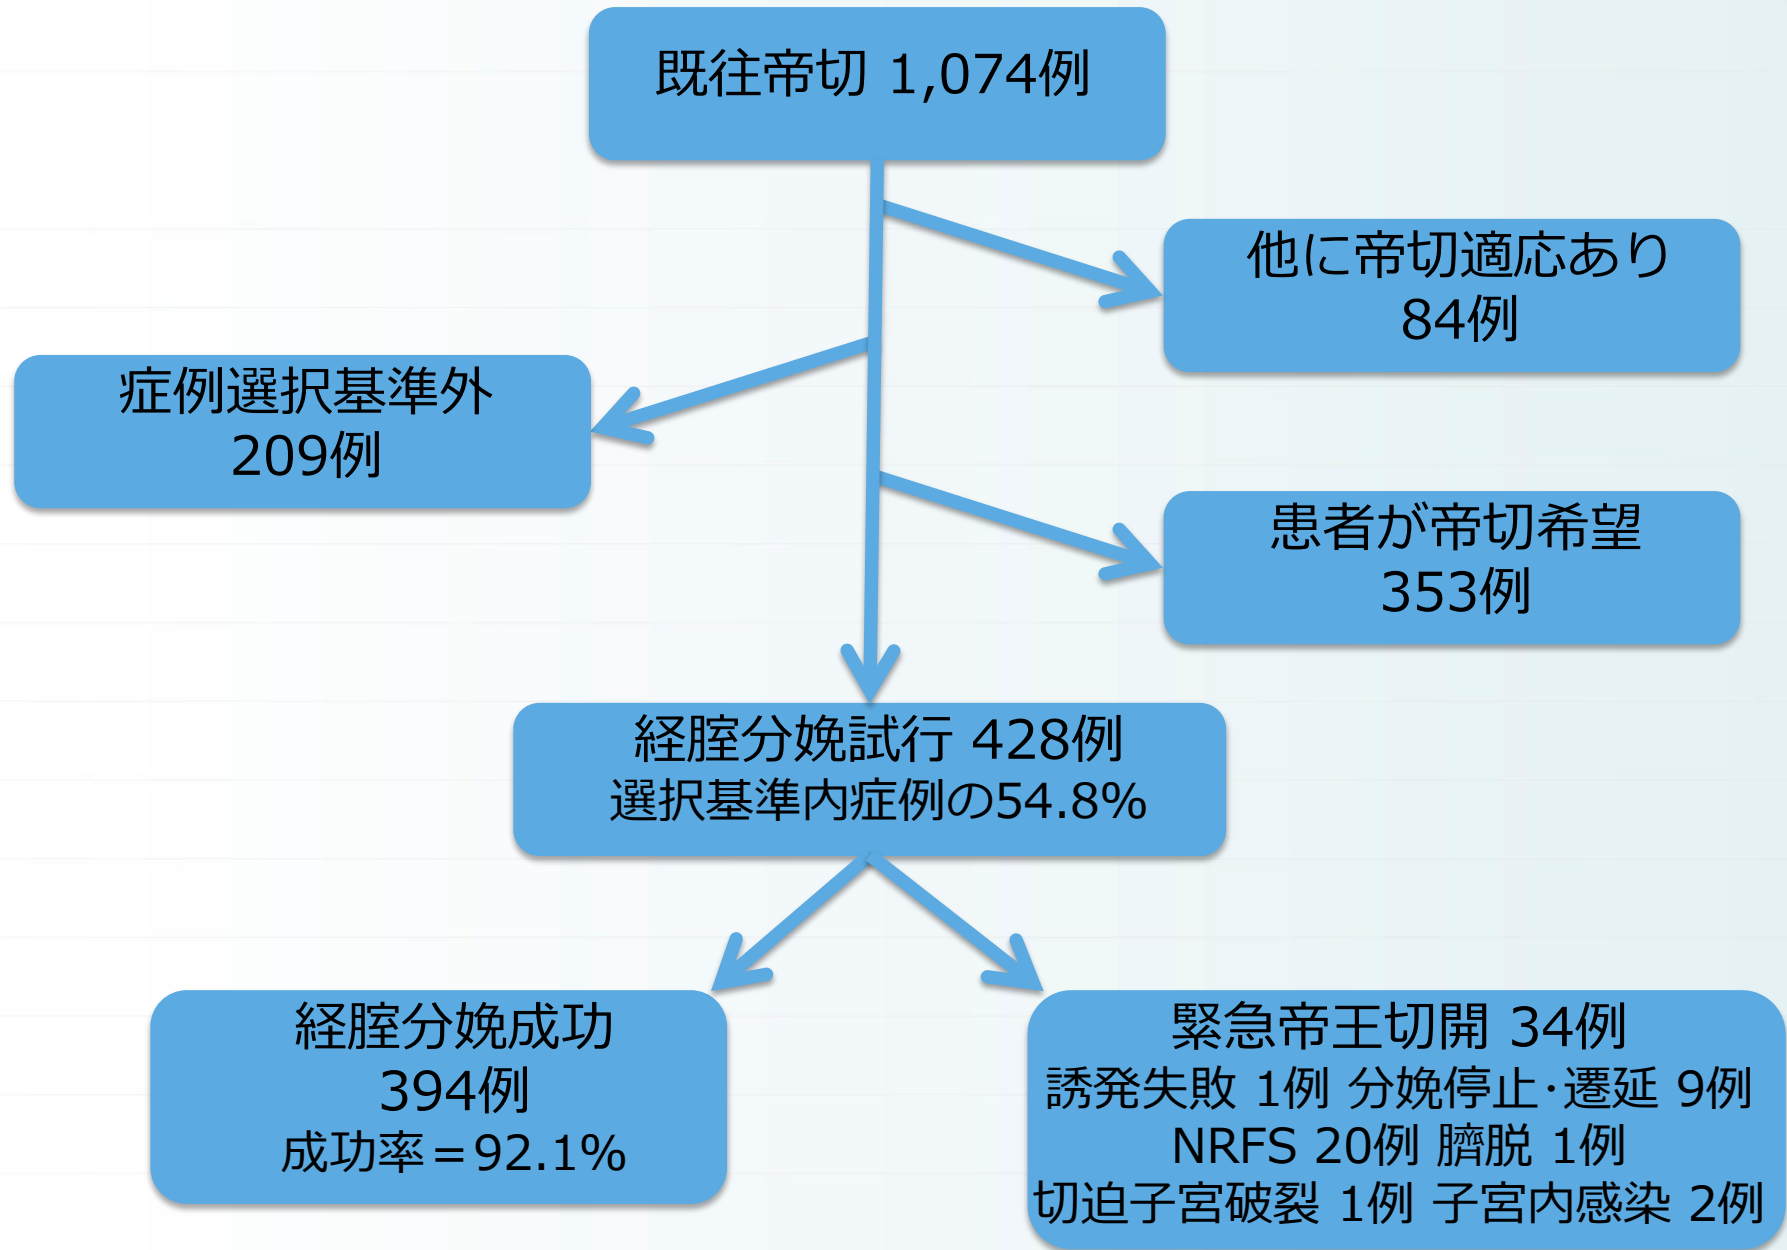 既往帝切 1,074例
他に帝切適応あり
84例
症例選択基準外
209例
患者が帝切希望
353例
経腟分娩試行 428例
選択基準内症例の54.8%
経腟分娩成功
394例
成功率＝92.1%
緊急帝王切開 34例
誘発失敗 1例 分娩停止･遷延 9例
NRFS 20例 臍脱 1例
切迫子宮破裂 1例 子宮内感染 2例